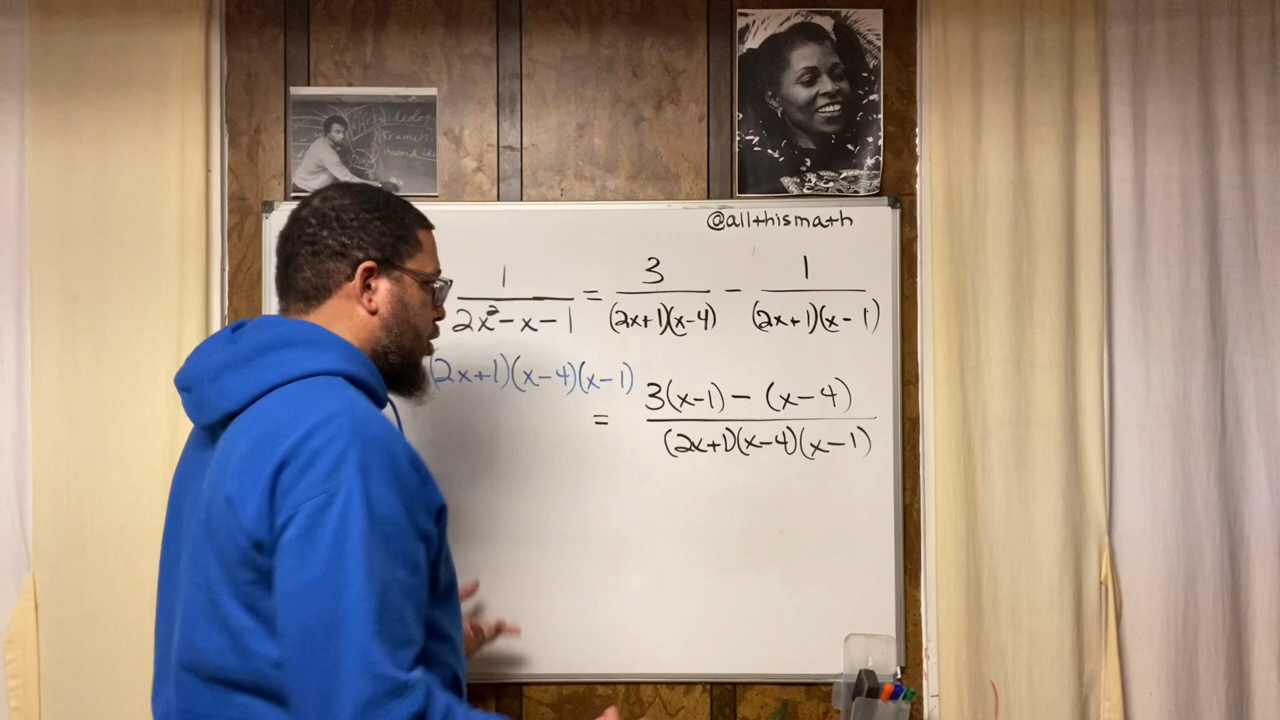 @allthismath
1/(2x²-x-1) = 3/((2x+1)(x-4)) - 1/((2x+1)(x-1))
(2x+1)(x-4)(x-1)
= (3(x-1) - (x-4))/((2x+1)(x-4)(x-1))